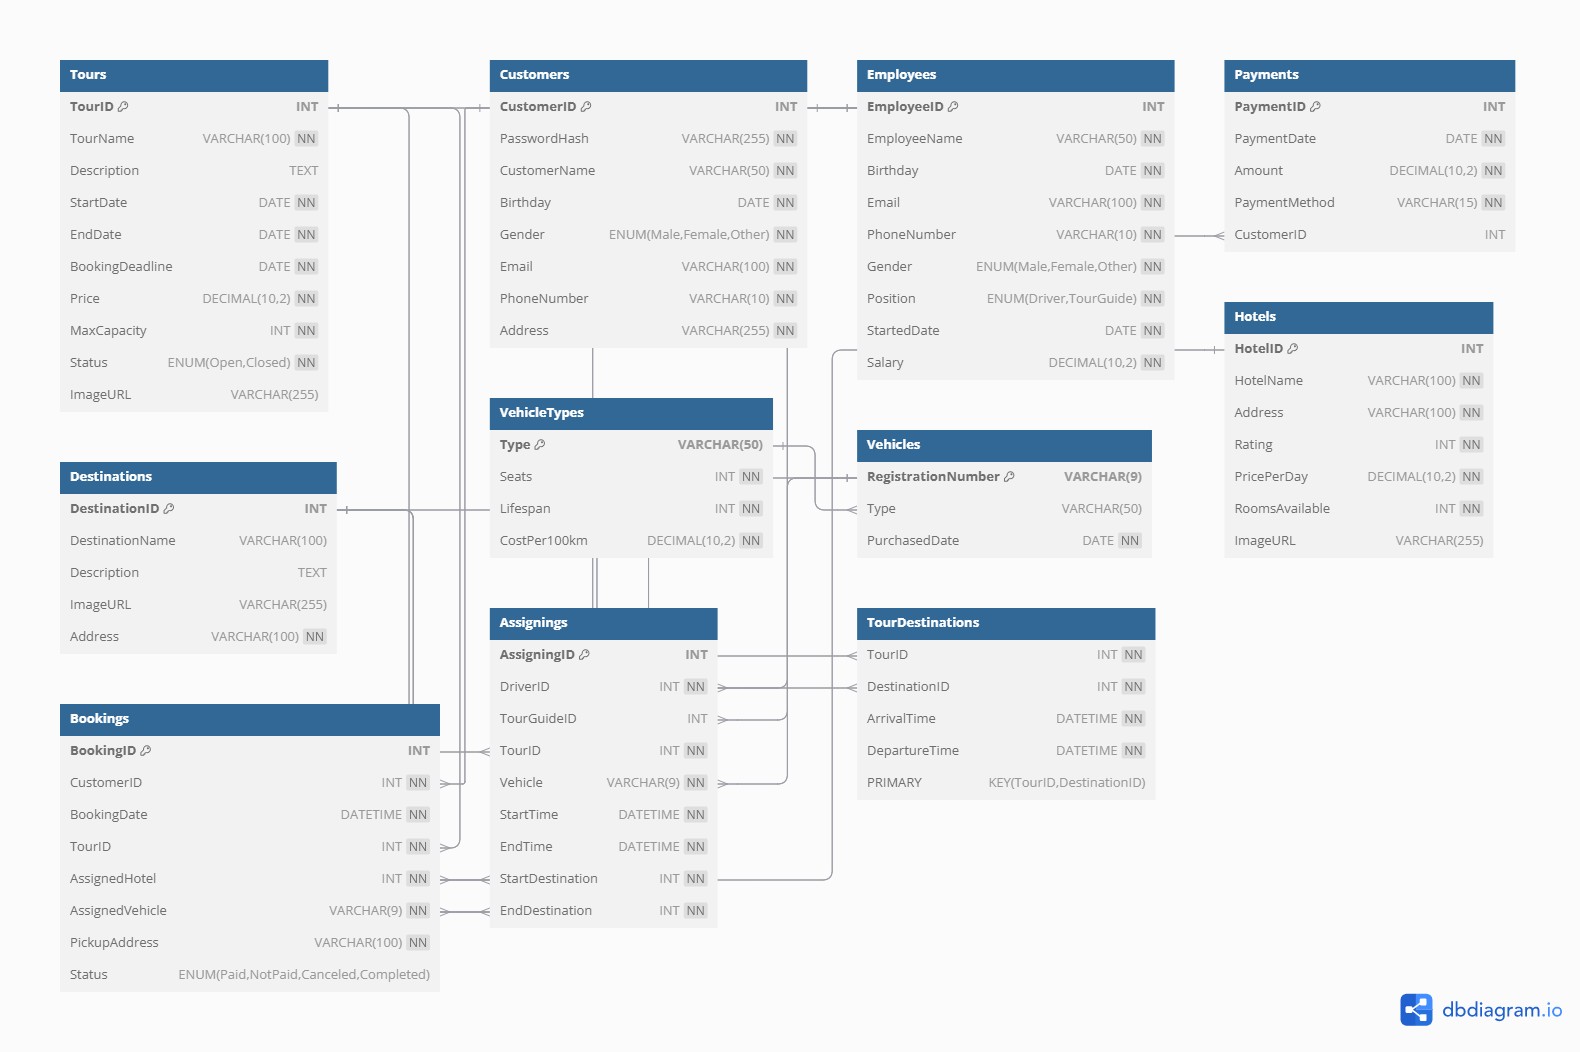 Tours
TourID INT
TourName VARCHAR(100) NN
Description TEXT
StartDate DATE NN
EndDate DATE NN
BookingDeadline DATE NN
Price DECIMAL(10,2) NN
MaxCapacity INT NN
Status ENUM(Open,Closed) NN
ImageURL VARCHAR(255)
Destinations
DestinationID INT
DestinationName VARCHAR(100)
Description TEXT
ImageURL VARCHAR(255)
Address VARCHAR(100) NN
Bookings
BookingID INT
CustomerID INT NN
BookingDate DATETIME NN
TourID INT NN
AssignedHotel INT NN
AssignedVehicle VARCHAR(9) NN
PickupAddress VARCHAR(100) NN
Status ENUM(Paid,NotPaid,Canceled,Completed)
Customers
CustomerID INT
PasswordHash VARCHAR(255) NN
CustomerName VARCHAR(50) NN
Birthday DATE NN
Gender ENUM(Male,Female,Other) NN
Email VARCHAR(100) NN
PhoneNumber VARCHAR(10) NN
Address VARCHAR(255) NN
VehicleTypes
Type VARCHAR(50)
Seats INT NN
Lifespan INT NN
CostPer100km DECIMAL(10,2) NN
Assignings
AssigningID INT
DriverID INT NN
TourGuideID INT
TourID INT NN
Vehicle VARCHAR(9) NN
StartTime DATETIME NN
EndTime DATETIME NN
StartDestination INT NN
EndDestination INT NN
Employees
EmployeeID INT
EmployeeName VARCHAR(50) NN
Birthday DATE NN
Email VARCHAR(100) NN
PhoneNumber VARCHAR(10) NN
Gender ENUM(Male,Female,Other) NN
Position ENUM(Driver,TourGuide) NN
StartedDate DATE NN
Salary DECIMAL(10,2) NN
Vehicles
RegistrationNumber VARCHAR(9)
Type VARCHAR(50)
PurchasedDate DATE NN
TourDestinations
TourID INT NN
DestinationID INT NN
ArrivalTime DATETIME NN
DepartureTime DATETIME NN
PRIMARY KEY(TourID,DestinationID)
Payments
PaymentID INT
PaymentDate DATE NN
Amount DECIMAL(10,2) NN
PaymentMethod VARCHAR(15) NN
CustomerID INT
Hotels
HotelID INT
HotelName VARCHAR(100) NN
Address VARCHAR(100) NN
Rating INT NN
PricePerDay DECIMAL(10,2) NN
RoomsAvailable INT NN
ImageURL VARCHAR(255)
dbdiagram.io